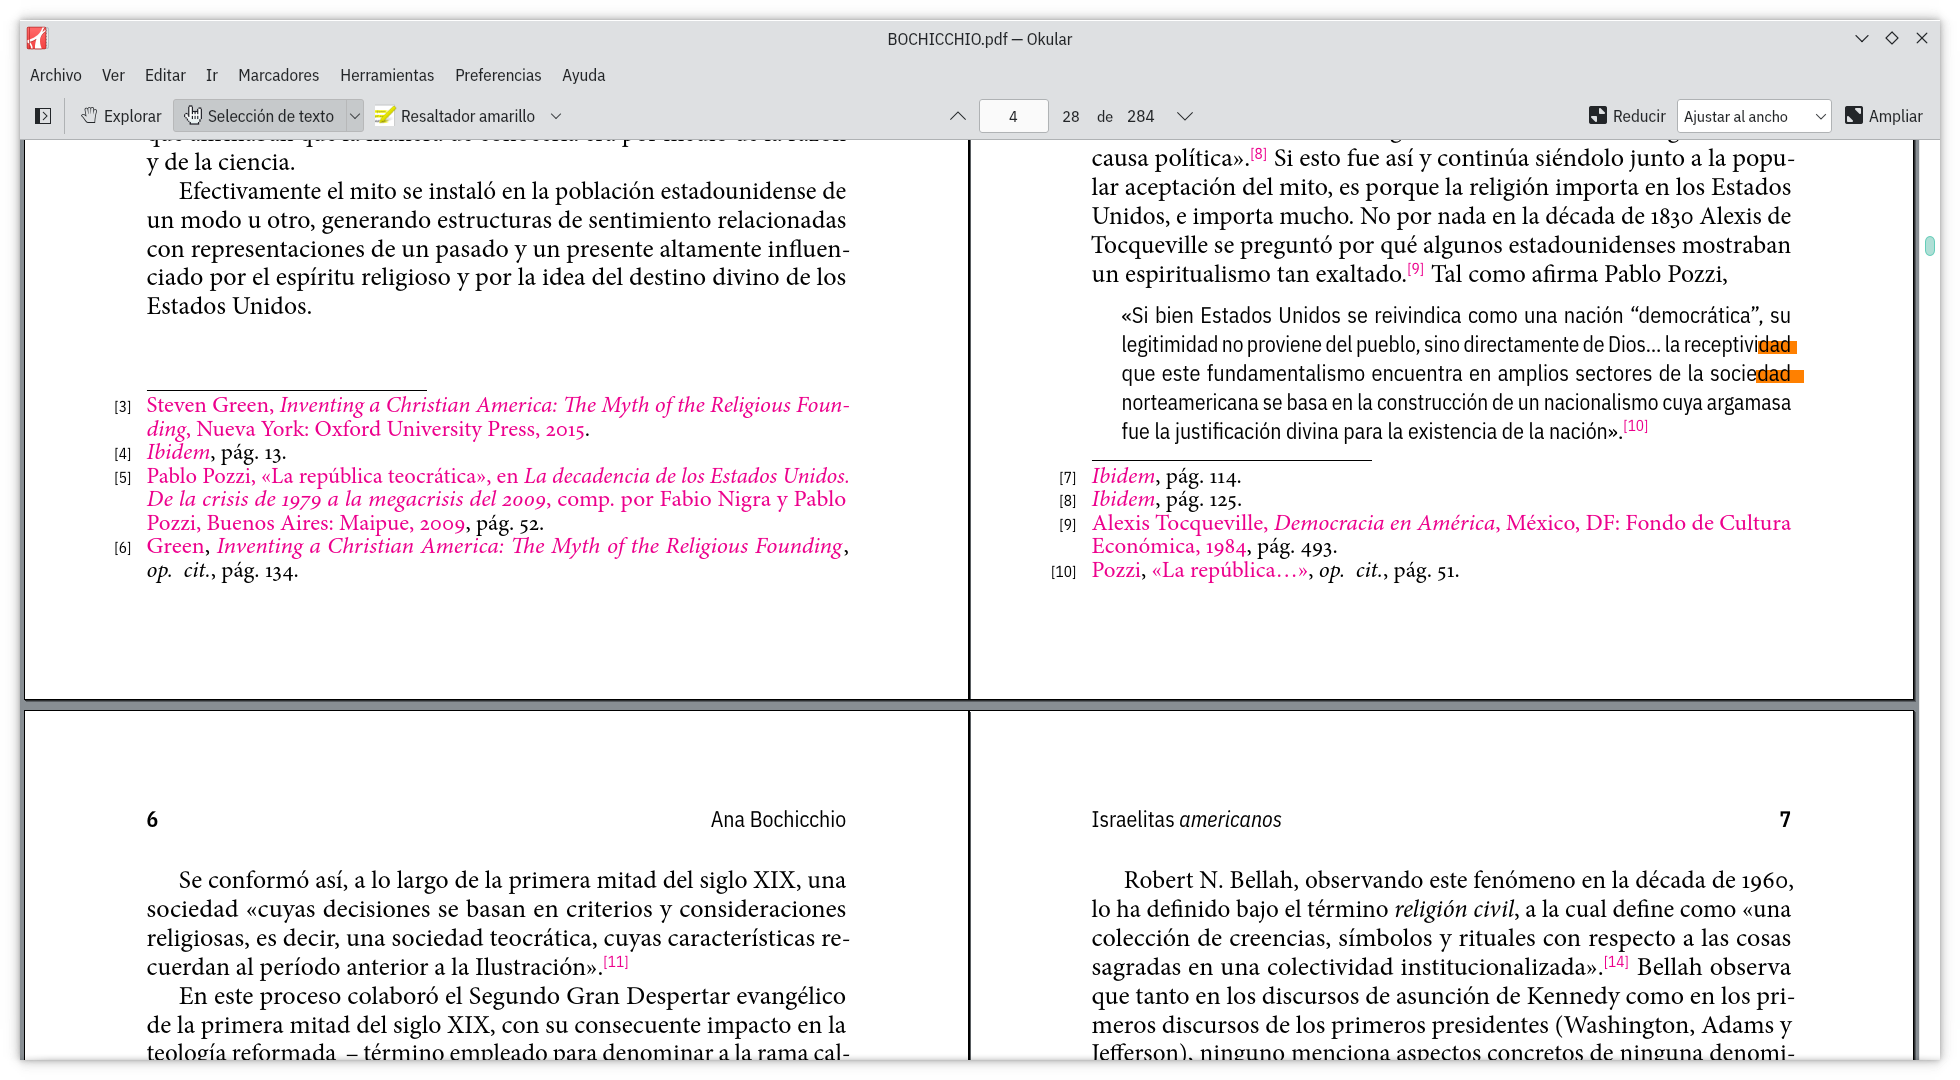 BOCHICCHIO.pdf — Okular
Archivo Ver Editar Ir Marcadores Herramientas Preferencias Ayuda
Explorar Selección de texto Resaltador amarillo 4 28 de 284 Reducir Ajustar al ancho Ampliar
y de la ciencia.
Efectivamente el mito se instaló en la población estadounidense de
un modo u otro, generando estructuras de sentimiento relacionadas
con representaciones de un pasado y un presente altamente influen-
ciado por el espíritu religioso y por la idea del destino divino de los
Estados Unidos.
[3] Steven Green, Inventing a Christian America: The Myth of the Religious Foun-
ding, Nueva York: Oxford University Press, 2015.
[4] Ibidem, pág. 13.
[5] Pablo Pozzi, «La república teocrática», en La decadencia de los Estados Unidos.
De la crisis de 1979 a la megacrisis del 2009, comp. por Fabio Nigra y Pablo
Pozzi, Buenos Aires: Maipue, 2009, pág. 52.
[6] Green, Inventing a Christian America: The Myth of the Religious Founding,
op. cit., pág. 134.
causa política».[8] Si esto fue así y continúa siéndolo junto a la popu-
lar aceptación del mito, es porque la religión importa en los Estados
Unidos, e importa mucho. No por nada en la década de 1830 Alexis de
Tocqueville se preguntó por qué algunos estadounidenses mostraban
un espiritualismo tan exaltado.[9] Tal como afirma Pablo Pozzi,
«Si bien Estados Unidos se reivindica como una nación “democrática”, su
legitimidad no proviene del pueblo, sino directamente de Dios… la receptividad
que este fundamentalismo encuentra en amplios sectores de la sociedad
norteamericana se basa en la construcción de un nacionalismo cuya argamasa
fue la justificación divina para la existencia de la nación».[10]
[7] Ibidem, pág. 114.
[8] Ibidem, pág. 125.
[9] Alexis Tocqueville, Democracia en América, México, DF: Fondo de Cultura
Económica, 1984, pág. 493.
[10] Pozzi, «La república…», op. cit., pág. 51.
6 Ana Bochicchio
Se conformó así, a lo largo de la primera mitad del siglo XIX, una
sociedad «cuyas decisiones se basan en criterios y consideraciones
religiosas, es decir, una sociedad teocrática, cuyas características re-
cuerdan al período anterior a la Ilustración».[11]
En este proceso colaboró el Segundo Gran Despertar evangélico
de la primera mitad del siglo XIX, con su consecuente impacto en la
teología reformada – término empleado para denominar a la rama cal-
Israelitas americanos 7
Robert N. Bellah, observando este fenómeno en la década de 1960,
lo ha definido bajo el término religión civil, a la cual define como «una
colección de creencias, símbolos y rituales con respecto a las cosas
sagradas en una colectividad institucionalizada».[14] Bellah observa
que tanto en los discursos de asunción de Kennedy como en los pri-
meros discursos de los primeros presidentes (Washington, Adams y
Jefferson), ninguno menciona aspectos concretos de ninguna denomi-